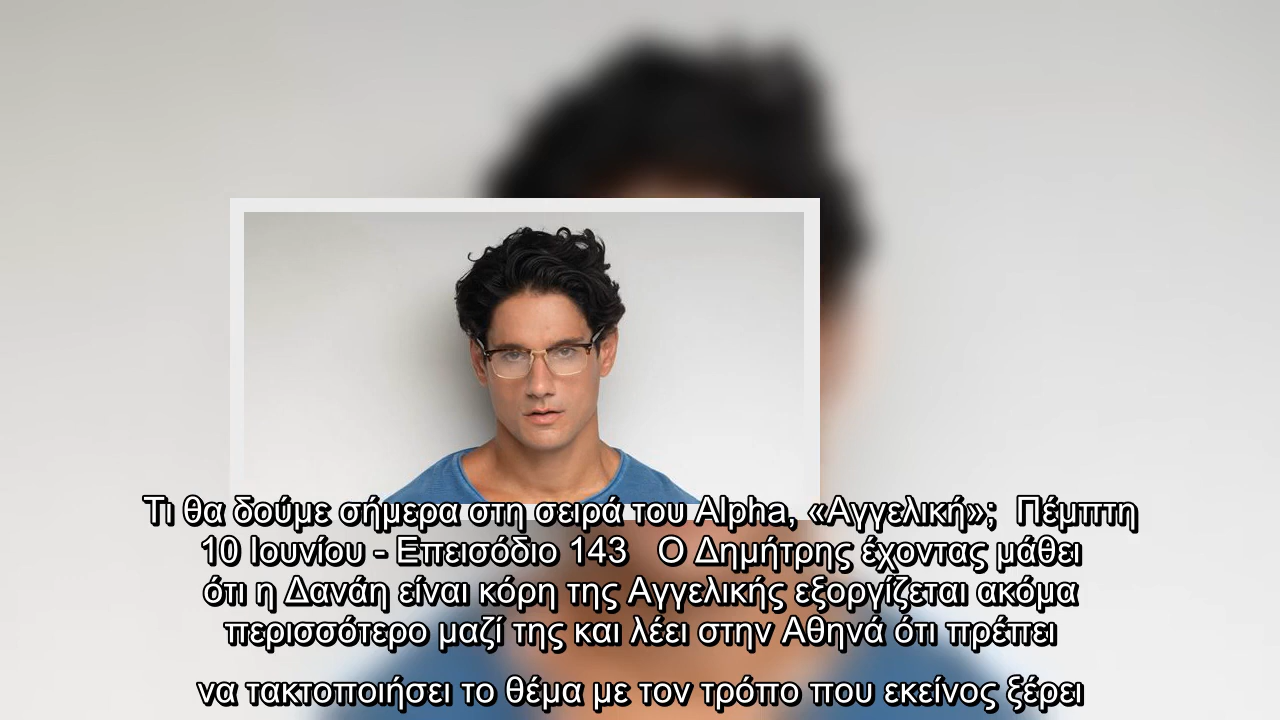 Τι θα δούμε σήμερα στη σειρά του Alpha, «Αγγελική»;  Πέμπτη
10 Ιουνίου - Επεισόδιο 143   Ο Δημήτρης έχοντας μάθει
ότι η Δανάη είναι κόρη της Αγγελικής εξοργίζεται ακόμα
περισσότερο μαζί της και λέει στην Αθηνά ότι πρέπει
να τακτοποιήσει το θέμα με τον τρόπο που εκείνος ξέρει